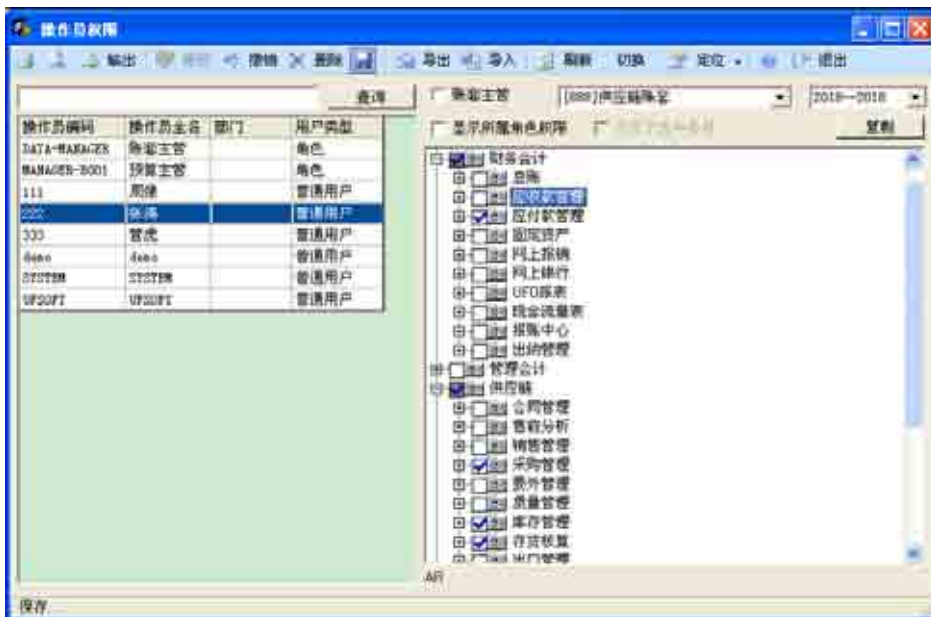 操作员权限
输出 撤销 删除 导出 导入 刷新 切换 定位 退出
查询
账套主管 [888]供应链账套 2018--2018
显示所属角色权限 复制
操作员编码 操作员全名 部门 用户类型
DATA-MANAGER 账套主管 角色
MANAGER-BG01 预算主管 角色
111 周健 普通用户
222 张涛 普通用户
333 管虎 普通用户
demo demo 普通用户
SYSTEM SYSTEM 普通用户
UFSOFT UFSOFT 普通用户
财务会计
总账
应收款管理
应付款管理
固定资产
网上报销
网上银行
UFO报表
现金流量表
报账中心
出纳管理
管理会计
供应链
合同管理
售前分析
销售管理
采购管理
委外管理
质量管理
库存管理
存货核算
出口管理
AR
保存...